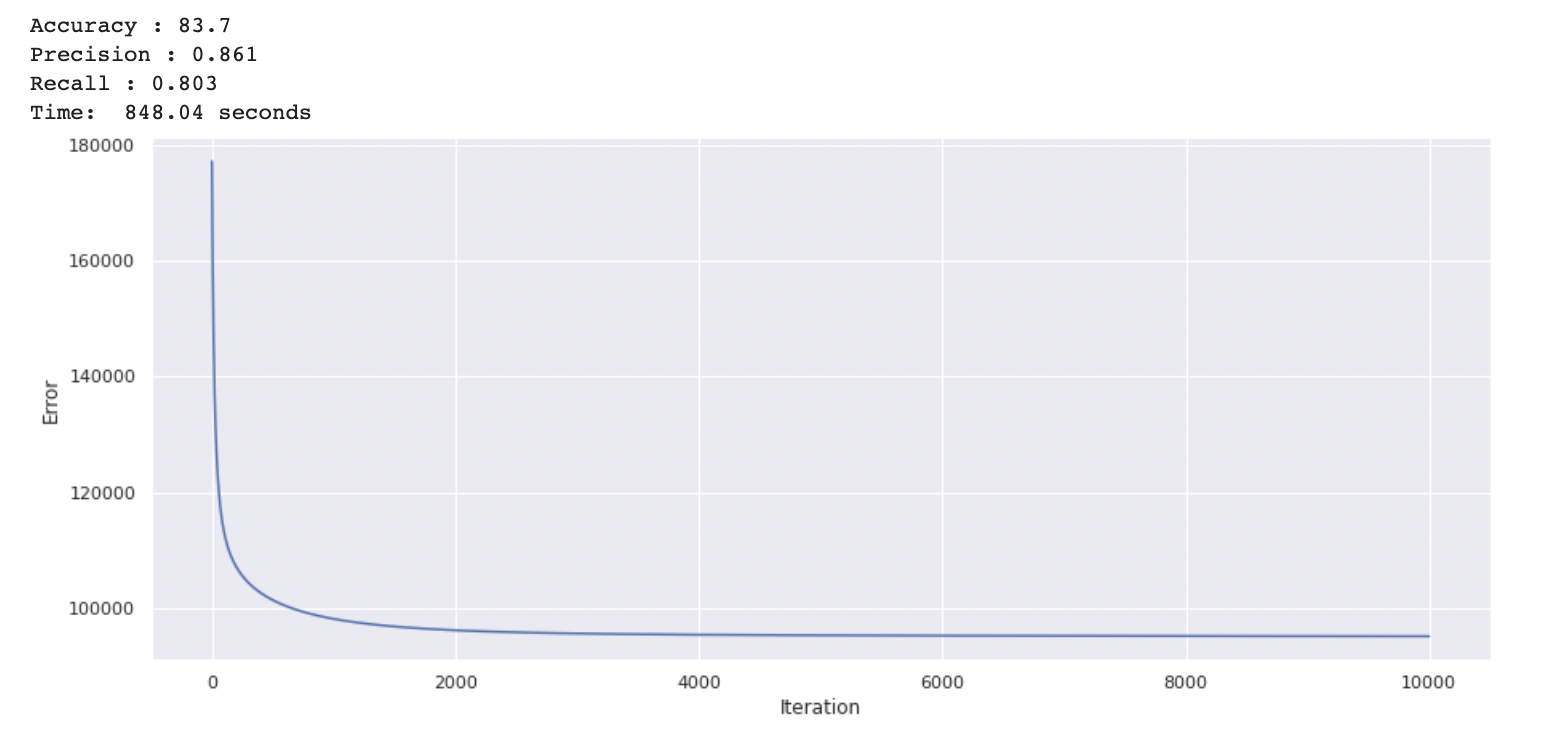 Accuracy : 83.7
Precision : 0.861
Recall : 0.803
Time:  848.04 seconds
180000
160000
140000
120000
100000
Error
0
2000
4000
6000
8000
10000
Iteration